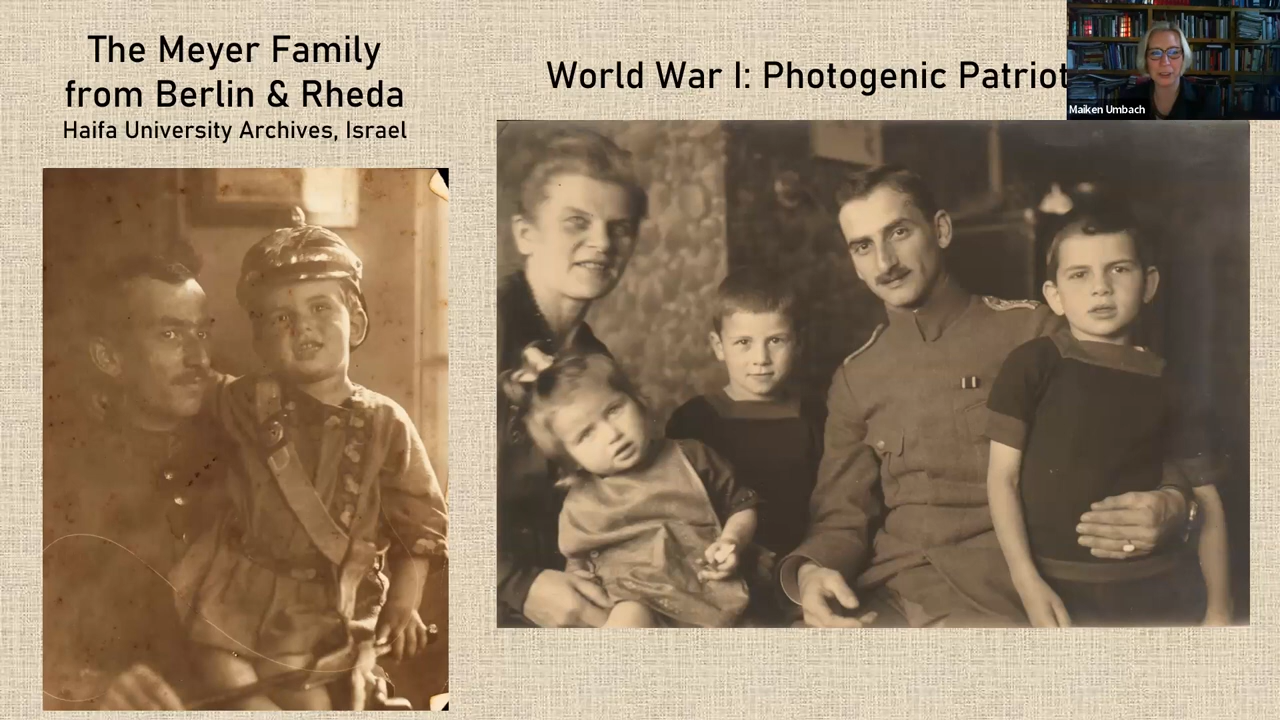 The Meyer Family
from Berlin & Rheda
Haifa University Archives, Israel
World War I: Photogenic Patriot
Maiken Umbach